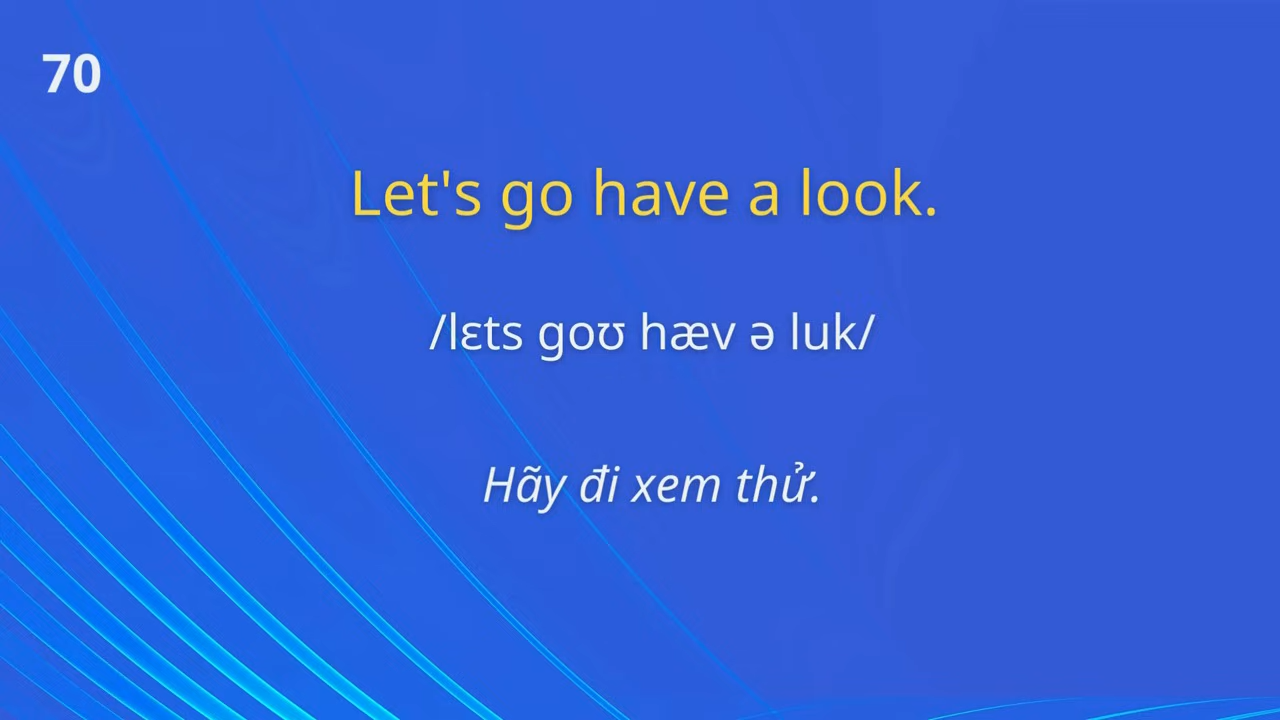 70
Let's go have a look.
/lɛts goʊ hæv ə luk/
Hãy đi xem thử.